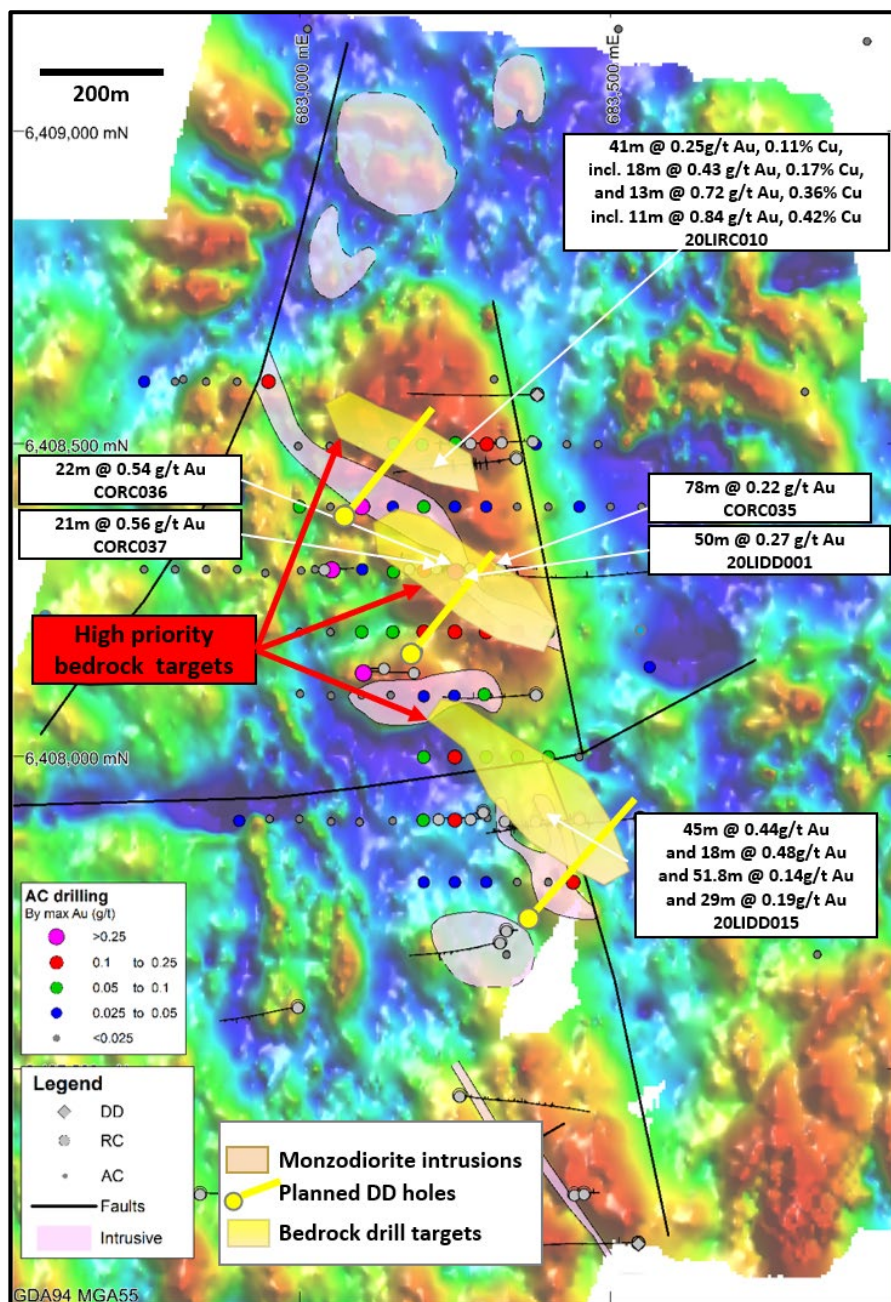 200m
683,000 mE
683,500 mE
6,409,000 mN
41m @ 0.25g/t Au, 0.11% Cu,
incl. 18m @ 0.43 g/t Au, 0.17% Cu,
and 13m @ 0.72 g/t Au, 0.36% Cu
incl. 11m @ 0.84 g/t Au, 0.42% Cu
20LIRC010
6,408,500 mN
22m @ 0.54 g/t Au
CORC036
21m @ 0.56 g/t Au
CORC037
78m @ 0.22 g/t Au
CORC035
50m @ 0.27 g/t Au
20LIDD001
High priority
bedrock targets
6,408,000 mN
45m @ 0.44g/t Au
and 18m @ 0.48g/t Au
and 51.8m @ 0.14g/t Au
and 29m @ 0.19g/t Au
20LIDD015
AC drilling
By max Au (g/t)
>0.25
0.1 to 0.25
0.05 to 0.1
0.025 to 0.05
<0.025
Legend
DD
RC
AC
Faults
Intrusive
Monzodiorite intrusions
Planned DD holes
Bedrock drill targets
GDA94 MGA55